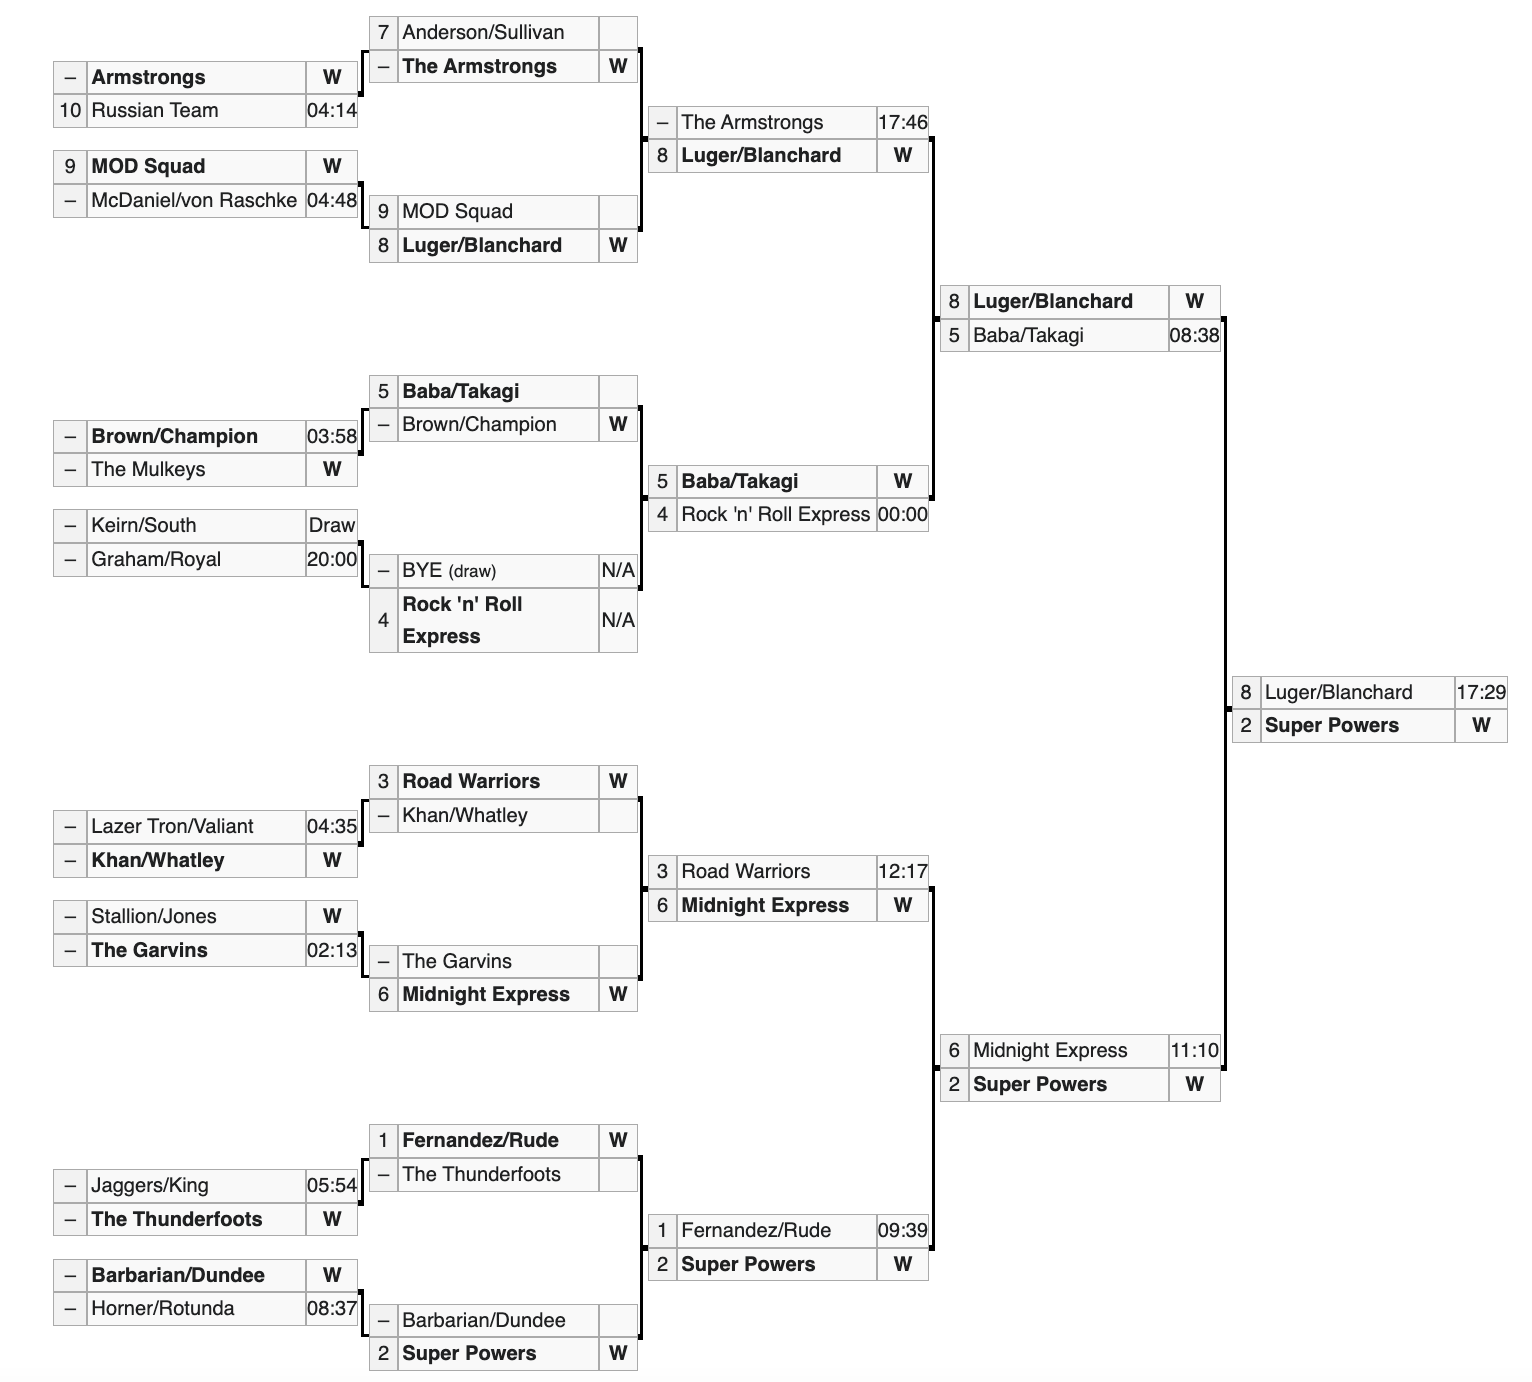 – Armstrongs W
10 Russian Team 04:14
9 MOD Squad W
– McDaniel/von Raschke 04:48
– Brown/Champion 03:58
– The Mulkeys W
– Keirn/South Draw
– Graham/Royal 20:00
– Lazer Tron/Valiant 04:35
– Khan/Whatley W
– Stallion/Jones W
– The Garvins 02:13
– Jaggers/King 05:54
– The Thunderfoots W
– Barbarian/Dundee W
– Horner/Rotunda 08:37
7 Anderson/Sullivan
– The Armstrongs W
9 MOD Squad
8 Luger/Blanchard W
5 Baba/Takagi
– Brown/Champion W
– BYE (draw) N/A
4 Rock 'n' Roll
Express N/A
3 Road Warriors W
– Khan/Whatley
– The Garvins
6 Midnight Express W
1 Fernandez/Rude W
– The Thunderfoots
– Barbarian/Dundee
2 Super Powers W
– The Armstrongs 17:46
8 Luger/Blanchard W
5 Baba/Takagi W
4 Rock 'n' Roll Express 00:00
3 Road Warriors 12:17
6 Midnight Express W
1 Fernandez/Rude 09:39
2 Super Powers W
8 Luger/Blanchard W
5 Baba/Takagi 08:38
6 Midnight Express 11:10
2 Super Powers W
8 Luger/Blanchard 17:29
2 Super Powers W